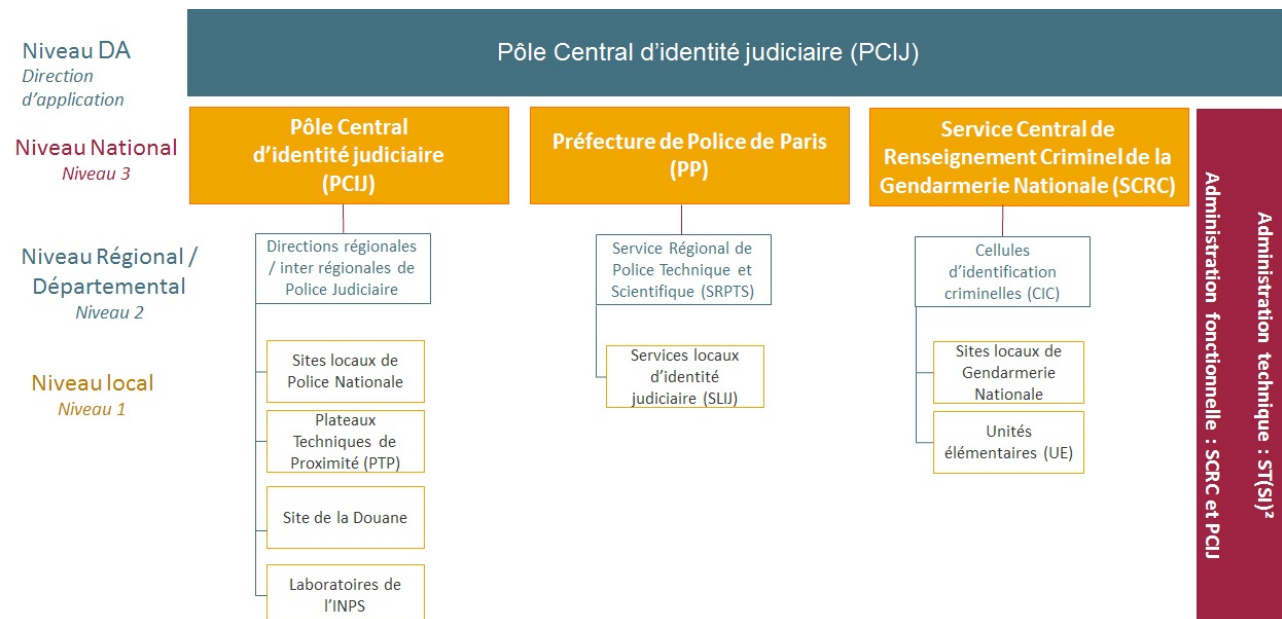 Niveau DA
Direction
d'application
Pôle Central d'identité judiciaire (PCIJ)
Niveau National
Niveau 3
Pôle Central
d'identité judiciaire
(PCIJ)
Préfecture de Police de Paris
(PP)
Service Central de
Renseignement Criminel de la
Gendarmerie Nationale (SCRC)
Niveau Régional /
Départemental
Niveau 2
Directions régionales
/ inter régionales de
Police Judiciaire
Service Régional de
Police Technique et
Scientifique (SRPTS)
Cellules
d'identification
criminelles (CIC)
Niveau local
Niveau 1
Sites locaux de
Police Nationale
Plateaux
Techniques de
Proximité (PTP)
Site de la Douane
Laboratoires de
l'INPS
Services locaux
d'identité
judiciaire (SLIJ)
Sites locaux de
Gendarmerie
Nationale
Unités
élémentaires (UE)
Administration fonctionnelle : SCRC et PCIJ
Administration technique : ST(SI)²